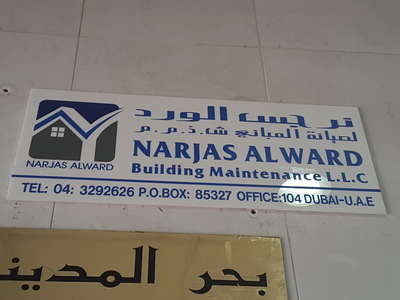 نرجس الورد
لصيانة المباني ش.ذ.م.م
NARJAS ALWARD
NARJAS ALWARD
Building Maintenance L.L.C
TEL: 04: 3292626 P.O.BOX: 85327 OFFICE:104 DUBAI-U.A.E
بحر المدين